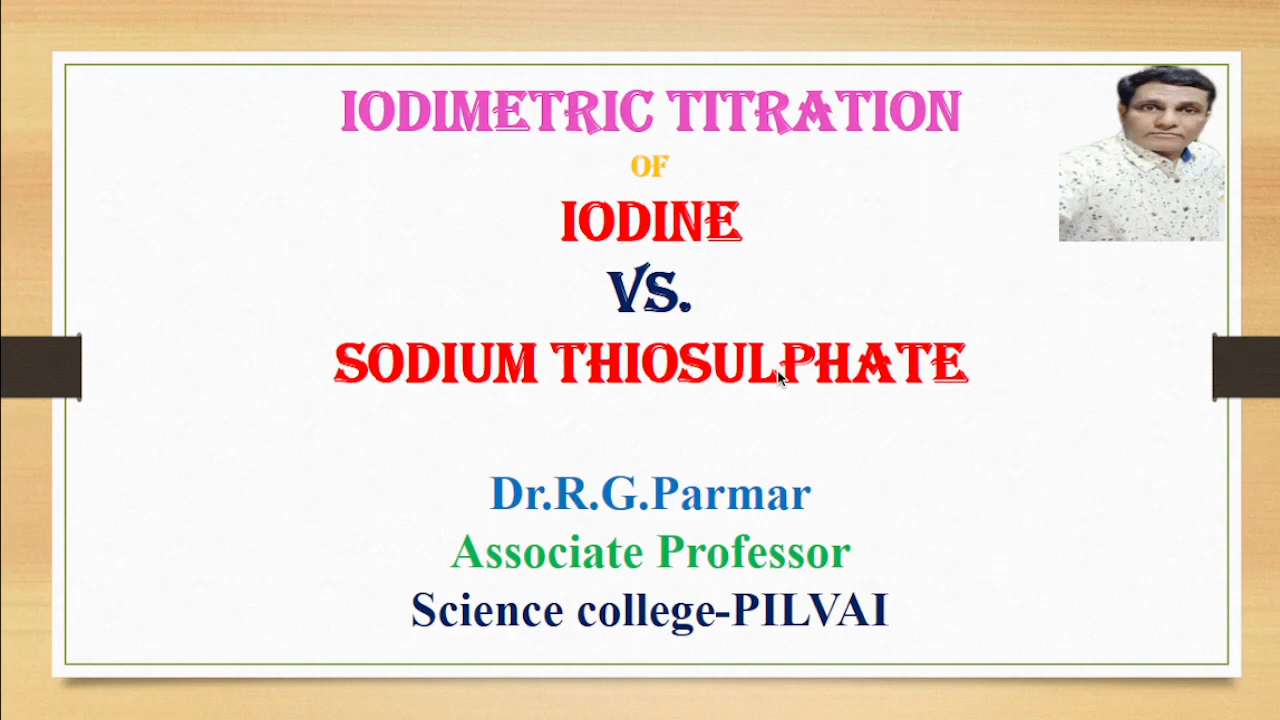 IODIMETRIC TITRATION
OF
IODINE
VS.
SODIUM THIOSULPHATE
Dr.R.G.Parmar
Associate Professor
Science college-PILVAI